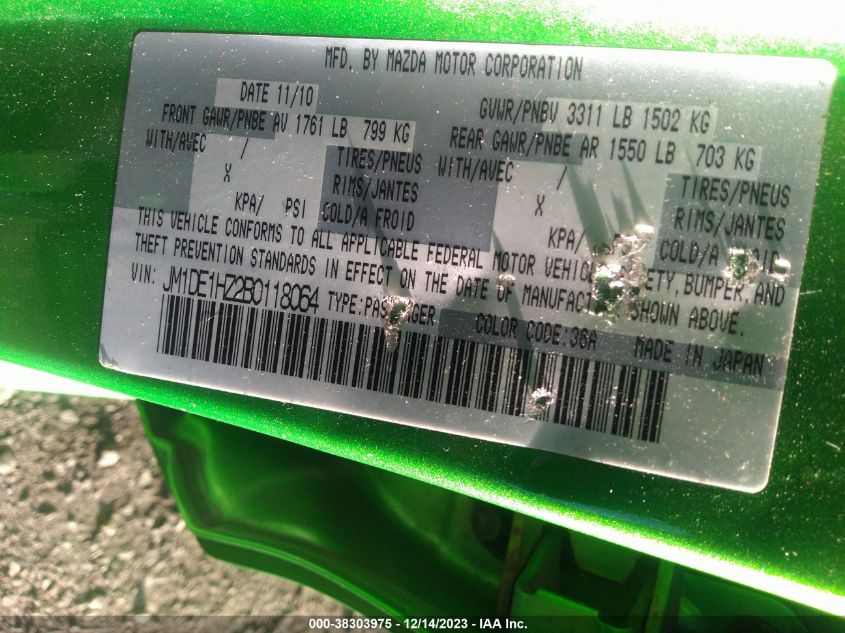 MFD. BY MAZDA MOTOR CORPORATION
DATE 11/10 GVWR/PNBV 3311 LB 1502 KG
FRONT GAWR/PNBE AV 1761 LB 799 KG REAR GAWR/PNBE AR 1550 LB 703 KG
WITH/AVEC / TIRES/PNEUS WITH/AVEC / TIRES/PNEUS
X RIMS/JANTES X RIMS/JANTES
KPA/ PSI COLD/A FROID KPA/ COLD/A
THIS VEHICLE CONFORMS TO ALL APPLICABLE FEDERAL MOTOR BUMPER, AND
THEFT PREVENTION STANDARDS IN EFFECT ON THE DATE OF SHOWN ABOVE.
VIN: JM1DE1HZ2B0118064 TYPE: COLOR CODE:36A MADE IN JAPAN
000-38303975 - 12/14/2023 - IAA Inc.